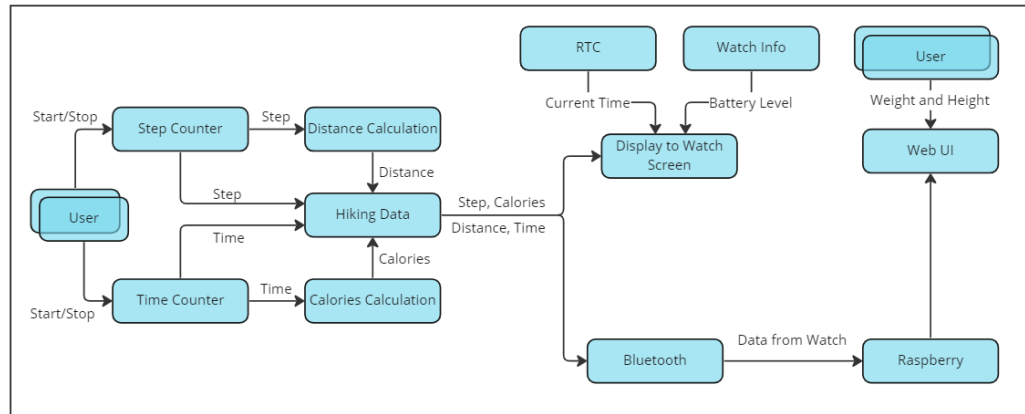 RTC
Watch Info
User
Current Time
Battery Level
Weight and Height
Start/Stop
Step Counter
Step
Distance Calculation
Display to Watch
Screen
Web UI
Distance
Step
User
Hiking Data
Step, Calories
Distance, Time
Time
Calories
Start/Stop
Time Counter
Time
Calories Calculation
Bluetooth
Data from Watch
Raspberry